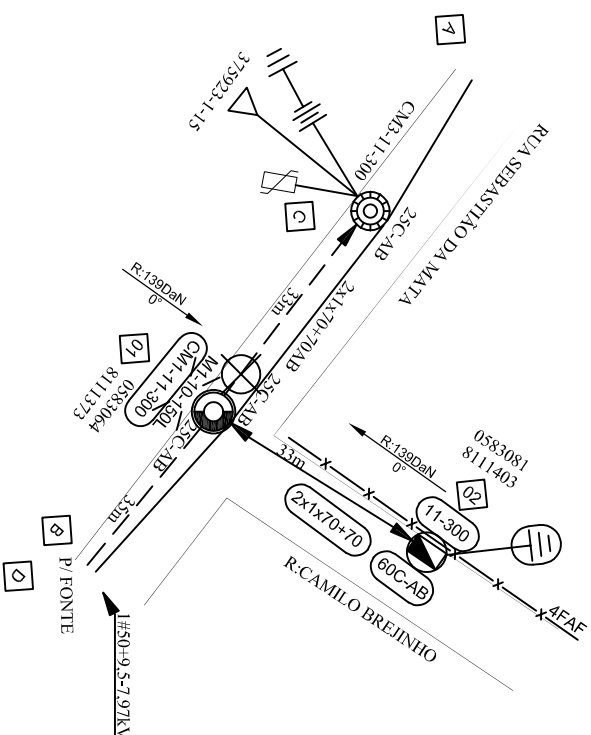 A
375923-1-15
CM3-11-300
RUA SEBASTIÃO DA MATA
C
25C-AB
R:139DaN
0°
33m
2x1x70+70AB
01
0583064
8111373
CM1-11-300
M1-10-150L
25C-AB
25C-AB
35m
B
D
P/ FONTE
1#50+9,5-7,97kV
33m
R:139DaN
0°
0583081
8111403
02
11-300
2x1x70+70
60C-AB
X
X
X
X
X
X
4FAF
R:CAMILO BREJINHO